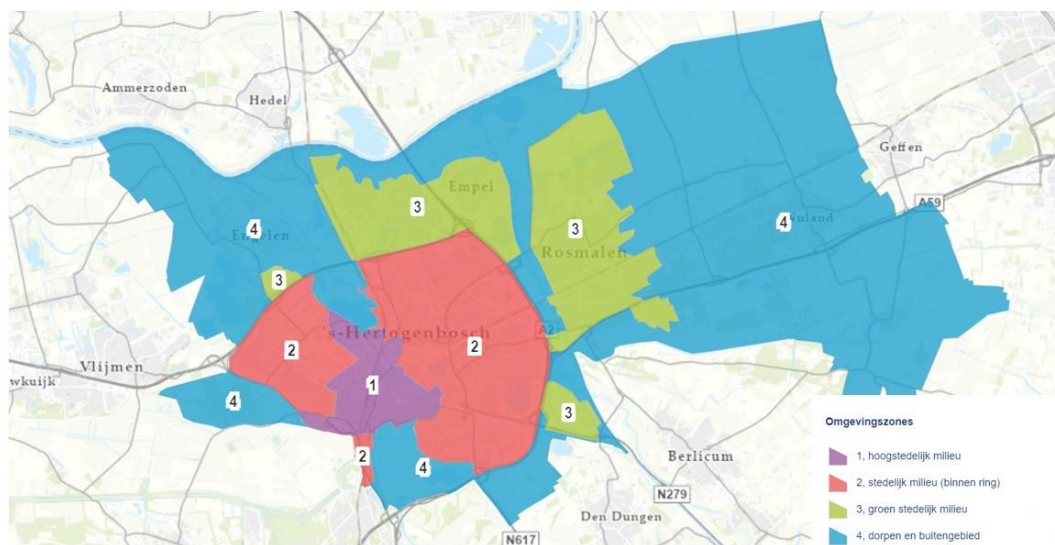 Ammerzoden
Hedel
Geffen
Empel
3
A59
3
4
Engelen
4
Nuland
Rosmalen
3
's-Hertogenbosch
A2
2
2
Vlijmen
1
4
3
Omgevingszones
2
4
Berlicum
1, hoogstedelijk milieu
2, stedelijk milieu (binnen ring)
N279
Den Dungen
3, groen stedelijk milieu
N617
4, dorpen en buitengebied